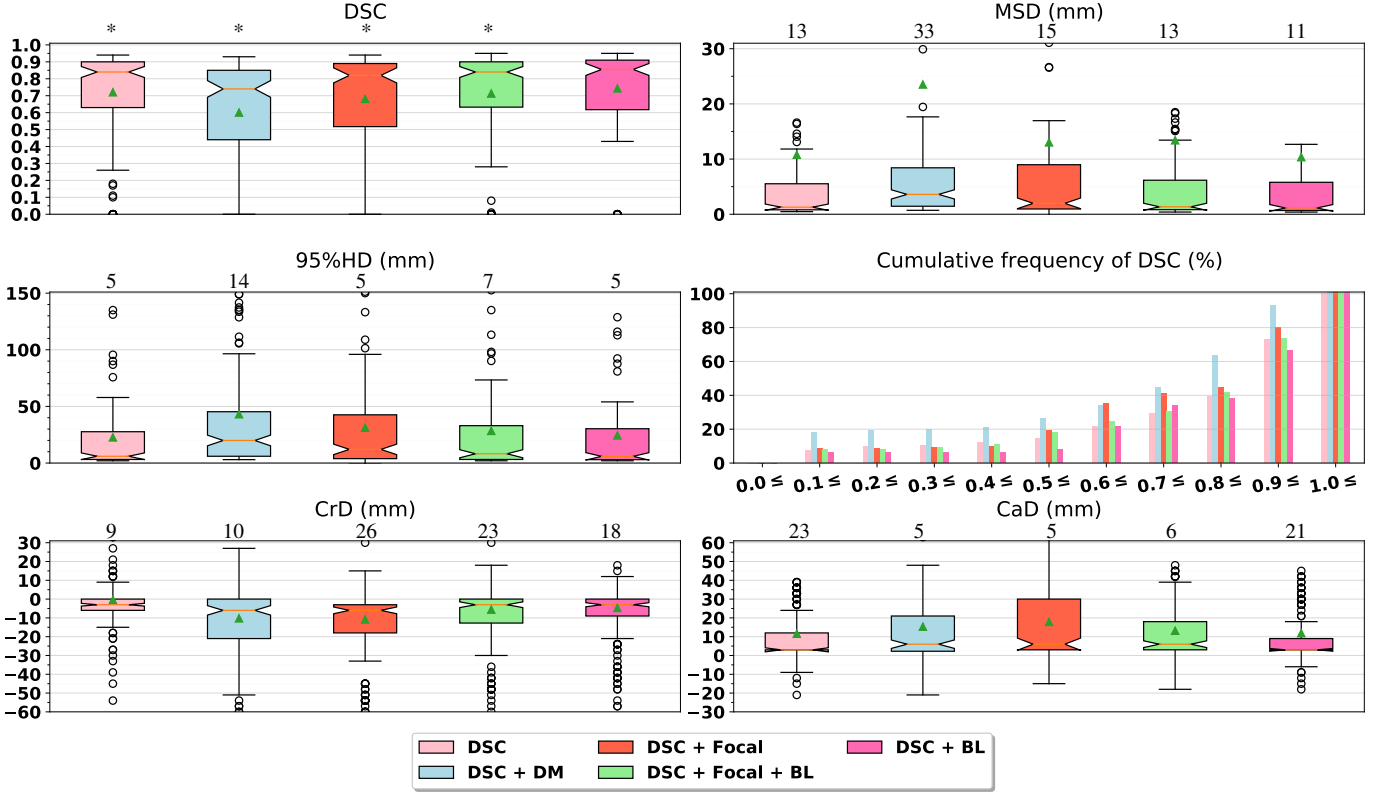 DSC
* * * *
1.0
0.9
0.8
0.7
0.6
0.5
0.4
0.3
0.2
0.1
0.0
MSD (mm)
13 33 15 13 11
30
20
10
0
95%HD (mm)
5 14 5 7 5
150
100
50
0
Cumulative frequency of DSC (%)
100
80
60
40
20
0
0.0 ≤ 0.1 ≤ 0.2 ≤ 0.3 ≤ 0.4 ≤ 0.5 ≤ 0.6 ≤ 0.7 ≤ 0.8 ≤ 0.9 ≤ 1.0 ≤
CrD (mm)
9 10 26 23 18
30
20
10
0
−10
−20
−30
−40
−50
−60
CaD (mm)
23 5 5 6 21
60
50
40
30
20
10
0
−10
−20
−30
DSC
DSC + DM
DSC + Focal
DSC + Focal + BL
DSC + BL